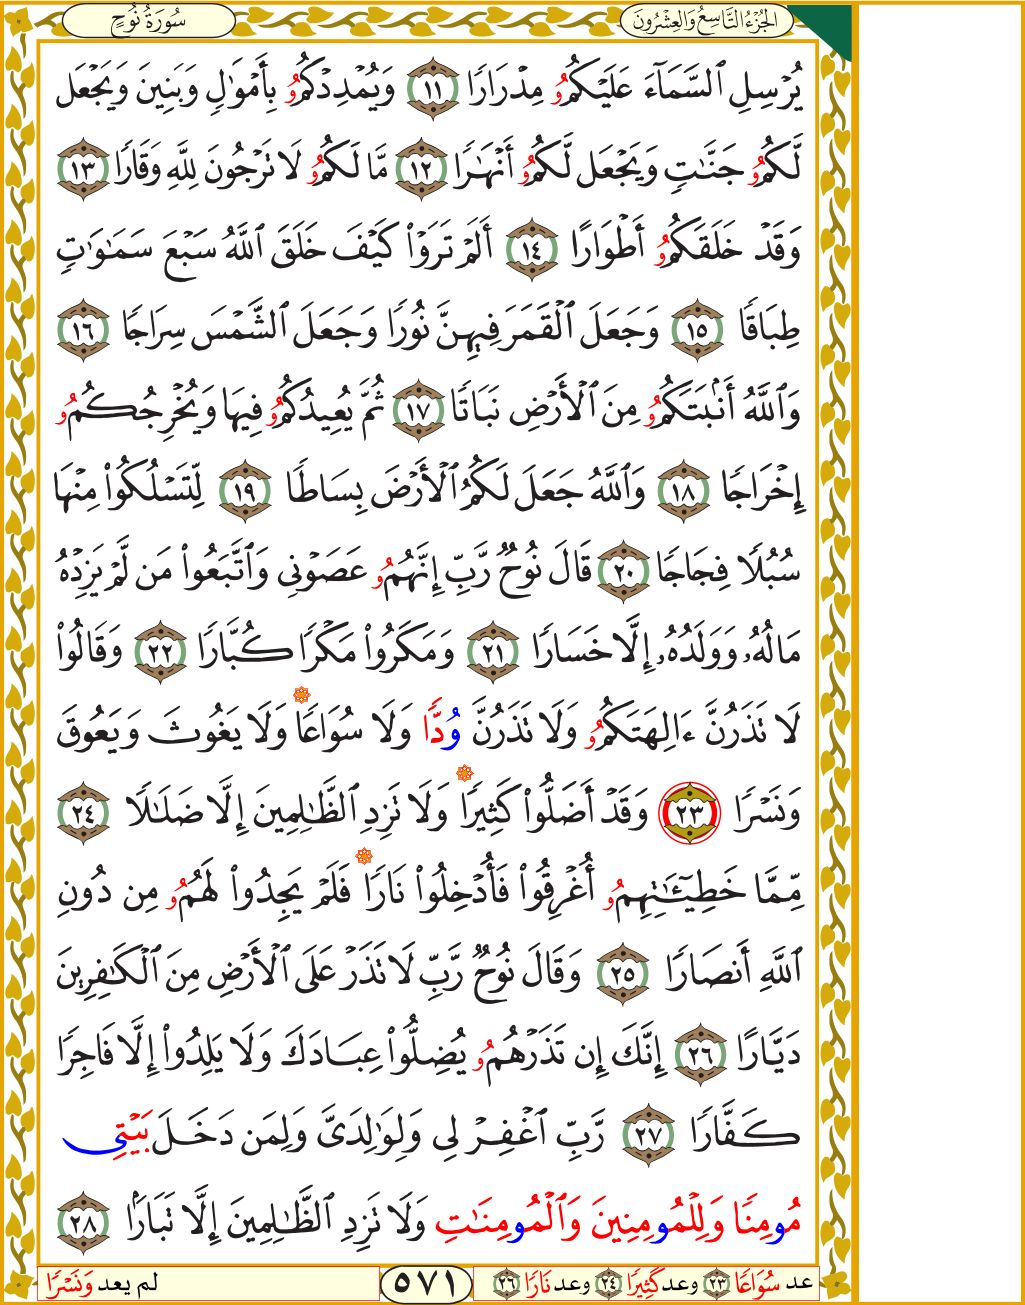 الجُزْءُ التَّاسِعُ وَالعِشْرُونَ
سُورَةُ نُوحٍ
يُرْسِلِ ٱلسَّمَآءَ عَلَيْكُمُۥ مِدْرَارٗا ١١ وَيُمْدِدْكُمُۥ بِأَمْوَٰلٖ وَبَنِينَ وَيَجْعَل
لَّكُمُۥ جَنَّٰتٖ وَيَجْعَل لَّكُمُۥ أَنْهَٰرٗا ١٢ مَّا لَكُمُۥ لَا تَرْجُونَ لِلَّهِ وَقَارٗا ١٣
وَقَدْ خَلَقَكُمُۥ أَطْوَارًا ١٤ أَلَمْ تَرَوْاْ كَيْفَ خَلَقَ ٱللَّهُ سَبْعَ سَمَٰوَٰتٖ
طِبَاقٗا ١٥ وَجَعَلَ ٱلْقَمَرَ فِيهِنَّ نُورٗا وَجَعَلَ ٱلشَّمْسَ سِرَاجٗا ١٦
وَٱللَّهُ أَنۢبَتَكُمُۥ مِنَ ٱلْأَرْضِ نَبَاتٗا ١٧ ثُمَّ يُعِيدُكُمُۥ فِيهَا وَيُخْرِجُكُمُۥ
إِخْرَاجٗا ١٨ وَٱللَّهُ جَعَلَ لَكُمُ ٱلْأَرْضَ بِسَاطٗا ١٩ لِّتَسْلُكُواْ مِنْهَا
سُبُلٗا فِجَاجٗا ٢٠ قَالَ نُوحٞ رَّبِّ إِنَّهُمُۥ عَصَوْنِي وَٱتَّبَعُواْ مَن لَّمْ يَزِدْهُ
مَالُهُۥ وَوَلَدُهُۥ إِلَّا خَسَارٗا ٢١ وَمَكَرُواْ مَكْرٗا كُبَّارٗا ٢٢ وَقَالُواْ
لَا تَذَرُنَّ ءَالِهَتَكُمُۥ وَلَا تَذَرُنَّ وُدّٗا وَلَا سُوَاعٗا وَلَا يَغُوثَ وَيَعُوقَ
وَنَسْرٗا ٢٣ وَقَدْ أَضَلُّواْ كَثِيرٗا وَلَا تَزِدِ ٱلظَّٰلِمِينَ إِلَّا ضَلَٰلٗا ٢٤
مِّمَّا خَطِيٓـَٰٔتِهِمُۥ أُغْرِقُواْ فَأُدْخِلُواْ نَارٗا فَلَمْ يَجِدُواْ لَهُمُۥ مِن دُونِ
ٱللَّهِ أَنصَارٗا ٢٥ وَقَالَ نُوحٞ رَّبِّ لَا تَذَرْ عَلَى ٱلْأَرْضِ مِنَ ٱلْكَٰفِرِينَ
دَيَّارًا ٢٦ إِنَّكَ إِن تَذَرْهُمُۥ يُضِلُّواْ عِبَادَكَ وَلَا يَلِدُواْ إِلَّا فَاجِرٗا
كَفَّارٗا ٢٧ رَّبِّ ٱغْفِرْ لِي وَلِوَٰلِدَيَّ وَلِمَن دَخَلَ بَيْتِي
مُومِنٗا وَلِلْمُومِنِينَ وَٱلْمُومِنَٰتِ وَلَا تَزِدِ ٱلظَّٰلِمِينَ إِلَّا تَبَارَۢا ٢٨
عد سُوَاعٗا ٢٣ وعد كَثِيرٗا ٢٤ وعد نَارٗا ٢٦
٥٧١
لم يعد وَنَسْرٗا